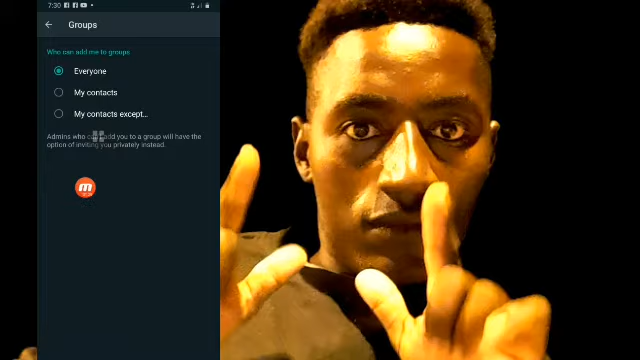 7:30
Groups
Who can add me to groups
Everyone
My contacts
My contacts except...
Admins who can add you to a group will have the
option of inviting you privately instead.